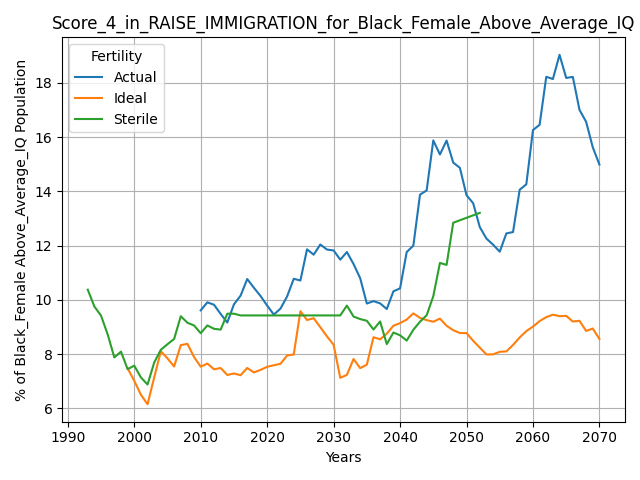 Score_4_in_RAISE_IMMIGRATION_for_Black_Female_Above_Average_IQ
Fertility
Actual
Ideal
Sterile
% of Black_Female Above_Average_IQ Population
18
16
14
12
10
8
6
1990 2000 2010 2020 2030 2040 2050 2060 2070
Years